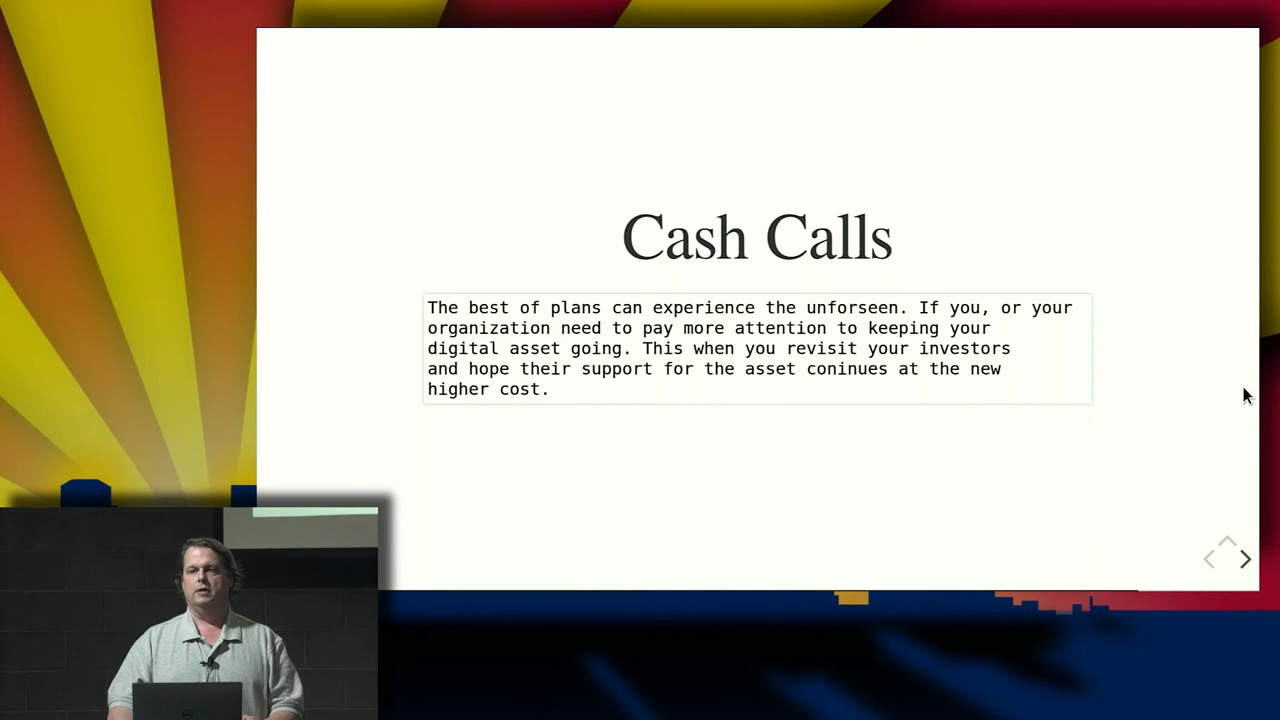 Cash Calls
The best of plans can experience the unforseen. If you, or your
organization need to pay more attention to keeping your
digital asset going. This when you revisit your investors
and hope their support for the asset coninues at the new
higher cost.